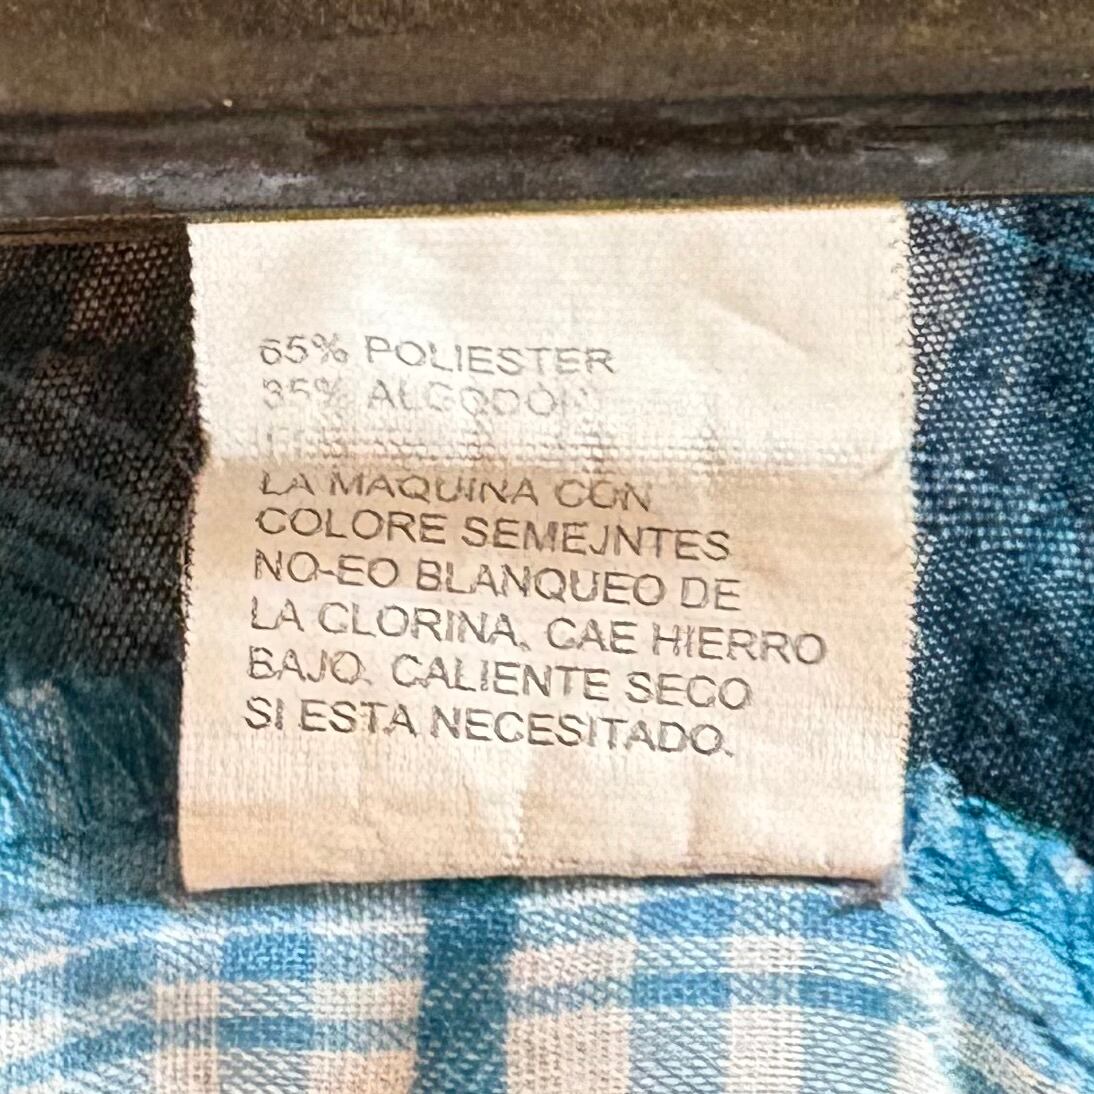 65% POLIESTER
35% ALGODON
LA MAQUINA CON
COLORE SEMEJNTES
NO-EO BLANQUEO DE
LA CLORINA, CAE HIERRO
BAJO. CALIENTE SECO
SI ESTA NECESITADO.